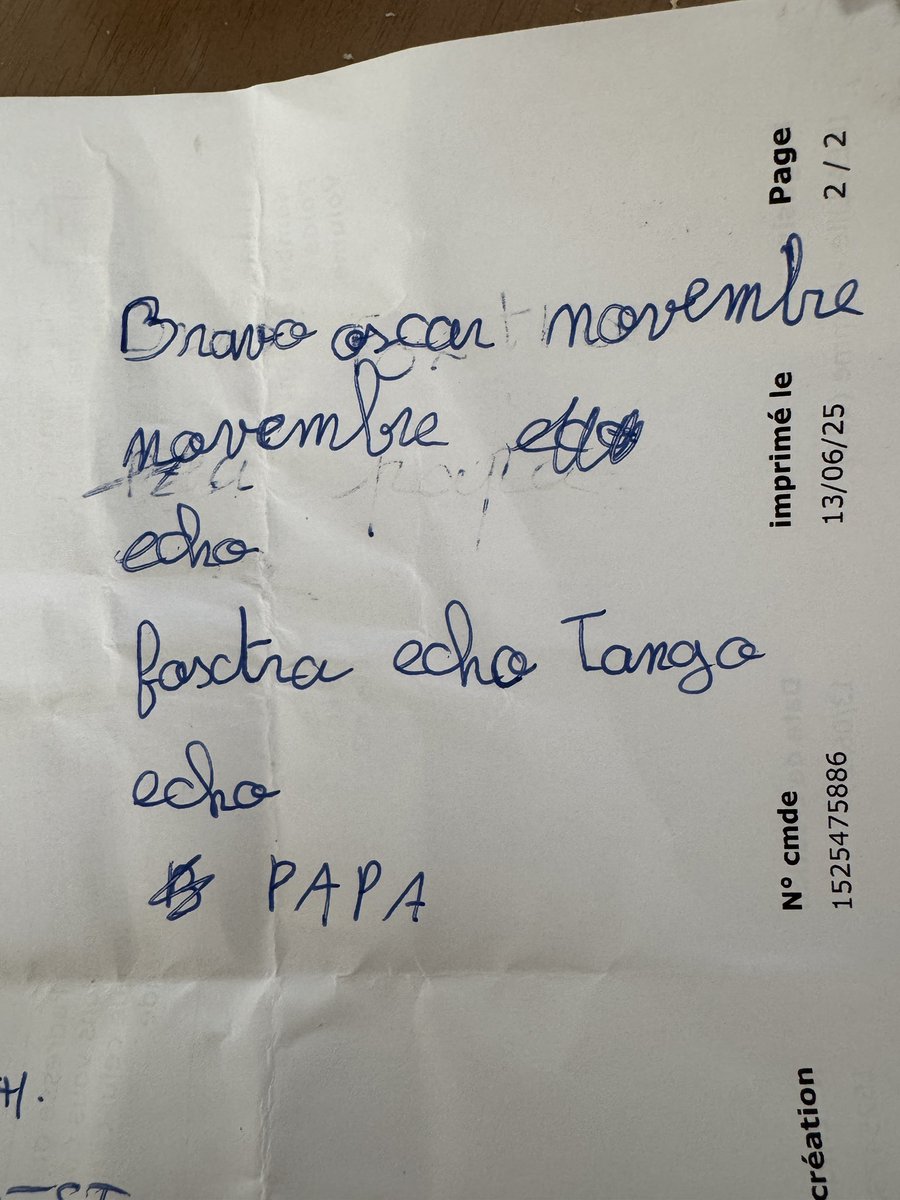 Bravo oscar novembre
novembre
echo
foxtra echo Tango
echo
PAPA
Page
2 / 2
imprimé le
13/06/25
N° cmde
1525475886
création
H.